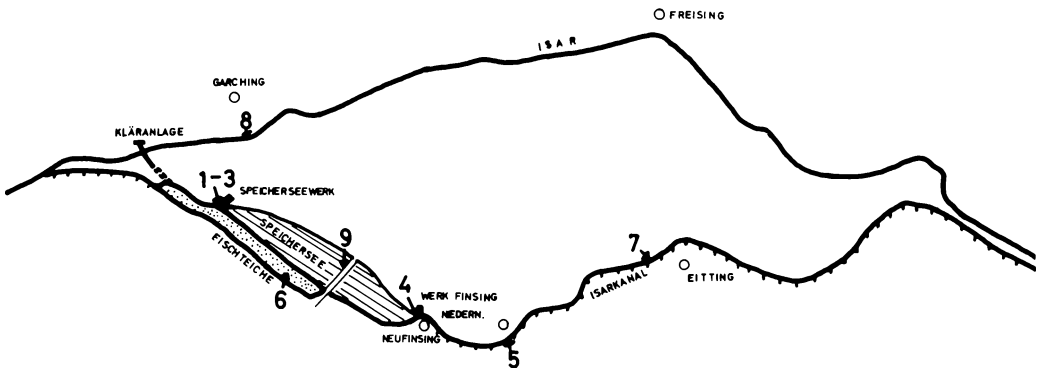 FREISING
ISAR
GARCHING
8
KLÄRANLAGE
1-3
SPEICHERSEEWERK
SPEICHERSEE
9
FISCHTEICHE
7
EITTING
ISARKANAL
6
4
WERK FINSING
NEDERN.
NEUFINSING
5